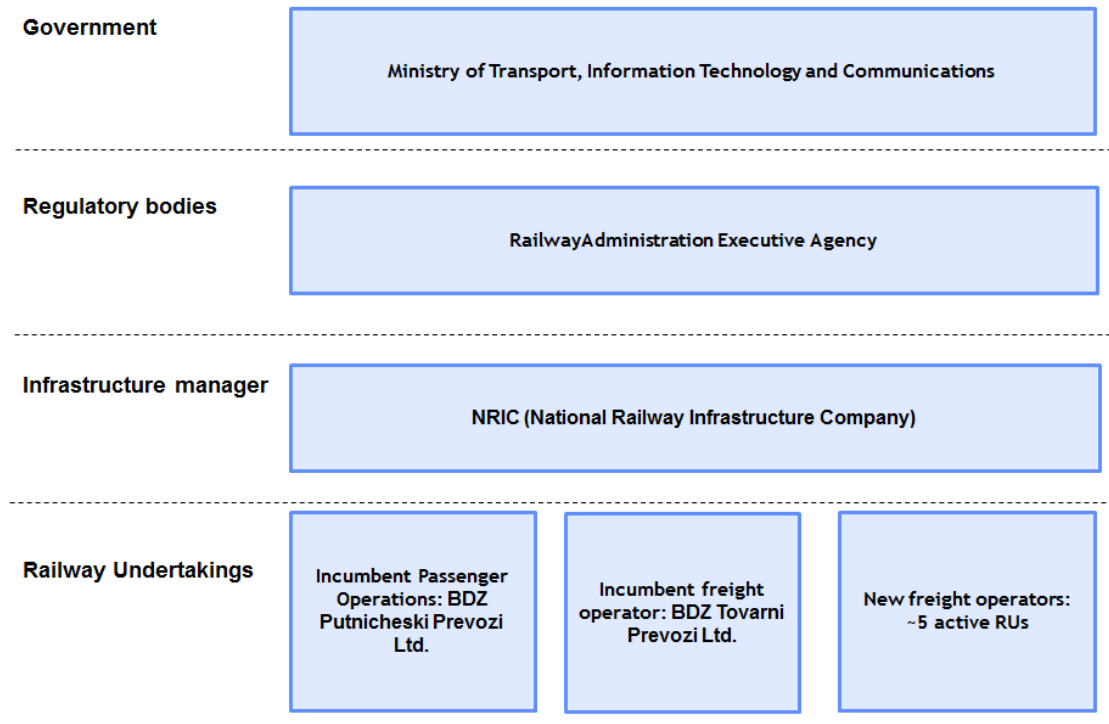 Government
Ministry of Transport, Information Technology and Communications
Regulatory bodies
RailwayAdministration Executive Agency
Infrastructure manager
NRIC (National Railway Infrastructure Company)
Railway Undertakings
Incumbent Passenger
Operations: BDZ
Putnicheski Prevozi
Ltd.
Incumbent freight
operator: BDZ Tovarni
Prevozi Ltd.
New freight operators:
~5 active RUs